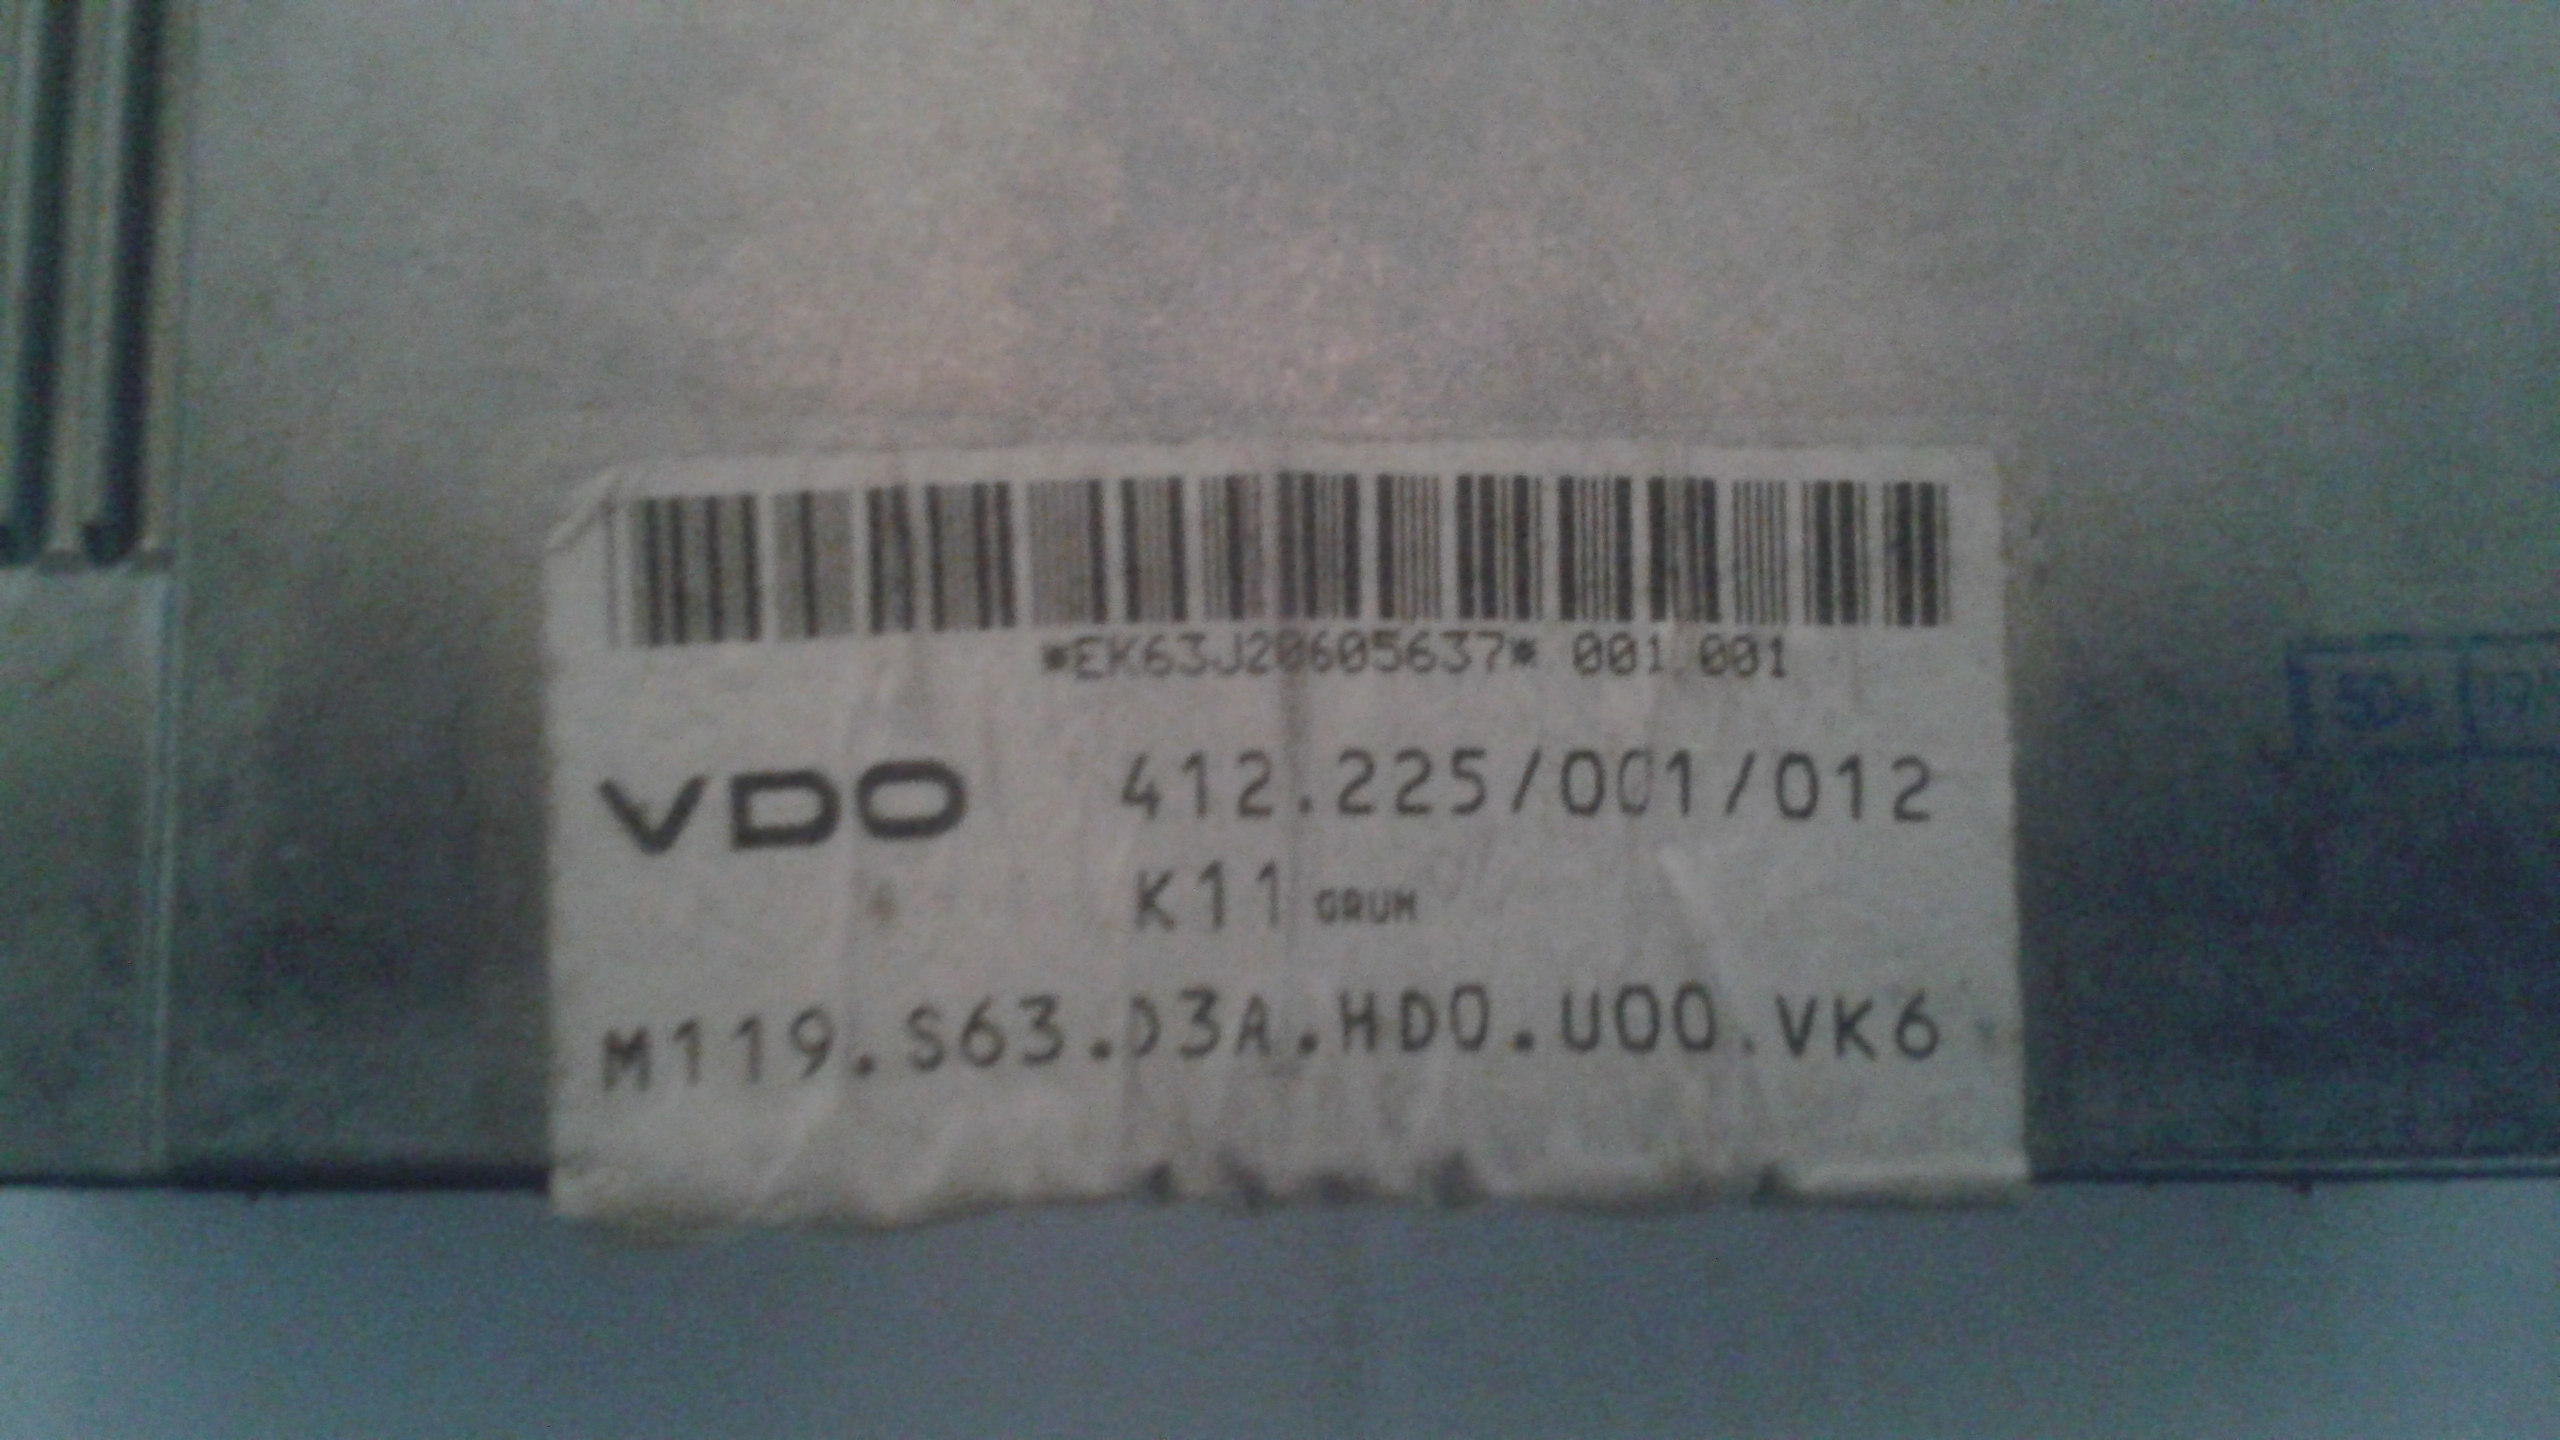 *EK63J20605637* 001.001
VDO 412.225/001/012
K11 GRUM
M119.S63.D3A.HD0.U00.VK6